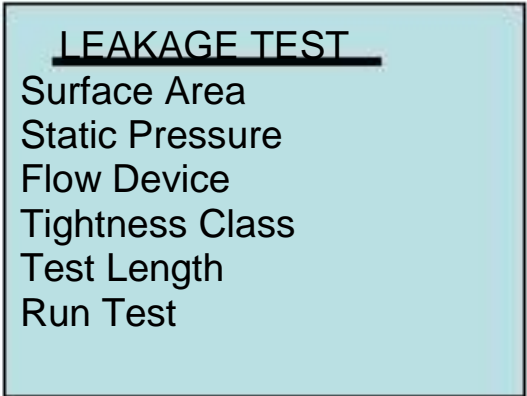 LEAKAGE TEST
Surface Area
Static Pressure
Flow Device
Tightness Class
Test Length
Run Test